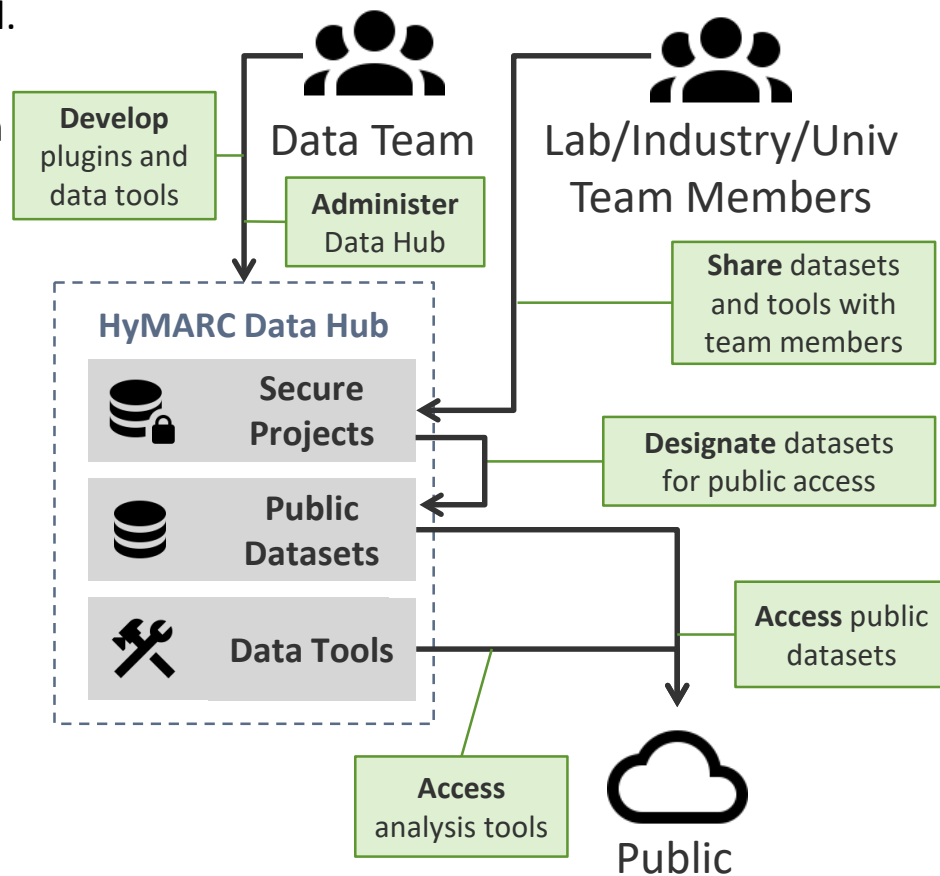 l.
n
Develop
plugins and
data tools
Data Team
Administer
Data Hub
Lab/Industry/Univ
Team Members
Share datasets
and tools with
team members
HyMARC Data Hub
Secure
Projects
Designate datasets
for public access
Public
Datasets
Data Tools
Access public
datasets
Access
analysis tools
Public